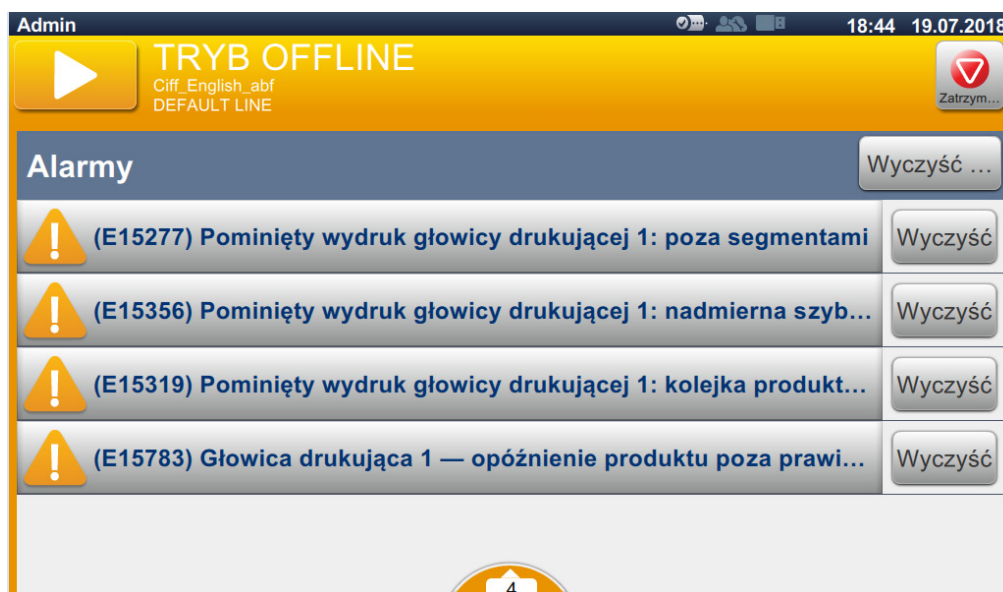 Admin
18:44 19.07.2018
TRYB OFFLINE
Ciff_English_abf
DEFAULT LINE
Zatrzym...
Alarmy
Wyczyść ...
(E15277) Pominięty wydruk głowicy drukującej 1: poza segmentami
Wyczyść
(E15356) Pominięty wydruk głowicy drukującej 1: nadmierna szyb...
Wyczyść
(E15319) Pominięty wydruk głowicy drukującej 1: kolejka produkt...
Wyczyść
(E15783) Głowica drukująca 1 — opóźnienie produktu poza prawi...
Wyczyść
4